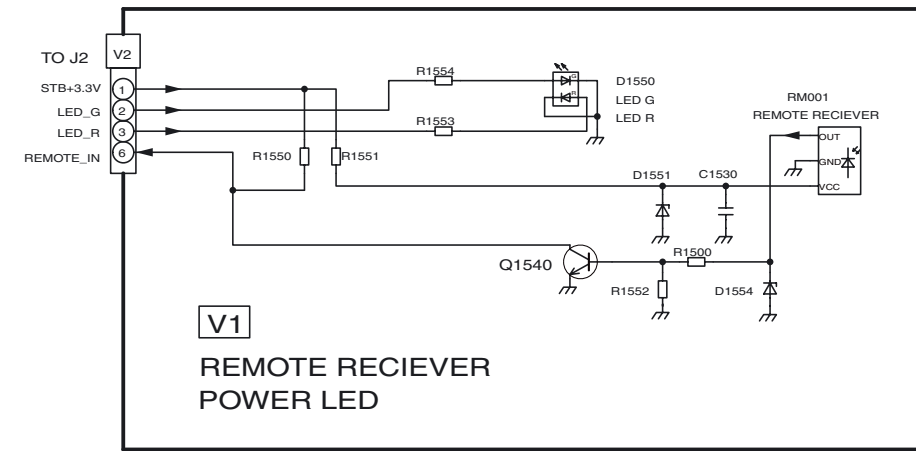 TO J2
V2
STB+3.3V
1
LED_G
2
LED_R
3
REMOTE_IN
6
R1554
R1553
G
R
D1550
LED G
LED R
R1550
R1551
RM001
REMOTE RECIEVER
OUT
GND
VCC
D1551
C1530
Q1540
R1500
R1552
D1554
V1
REMOTE RECIEVER
POWER LED